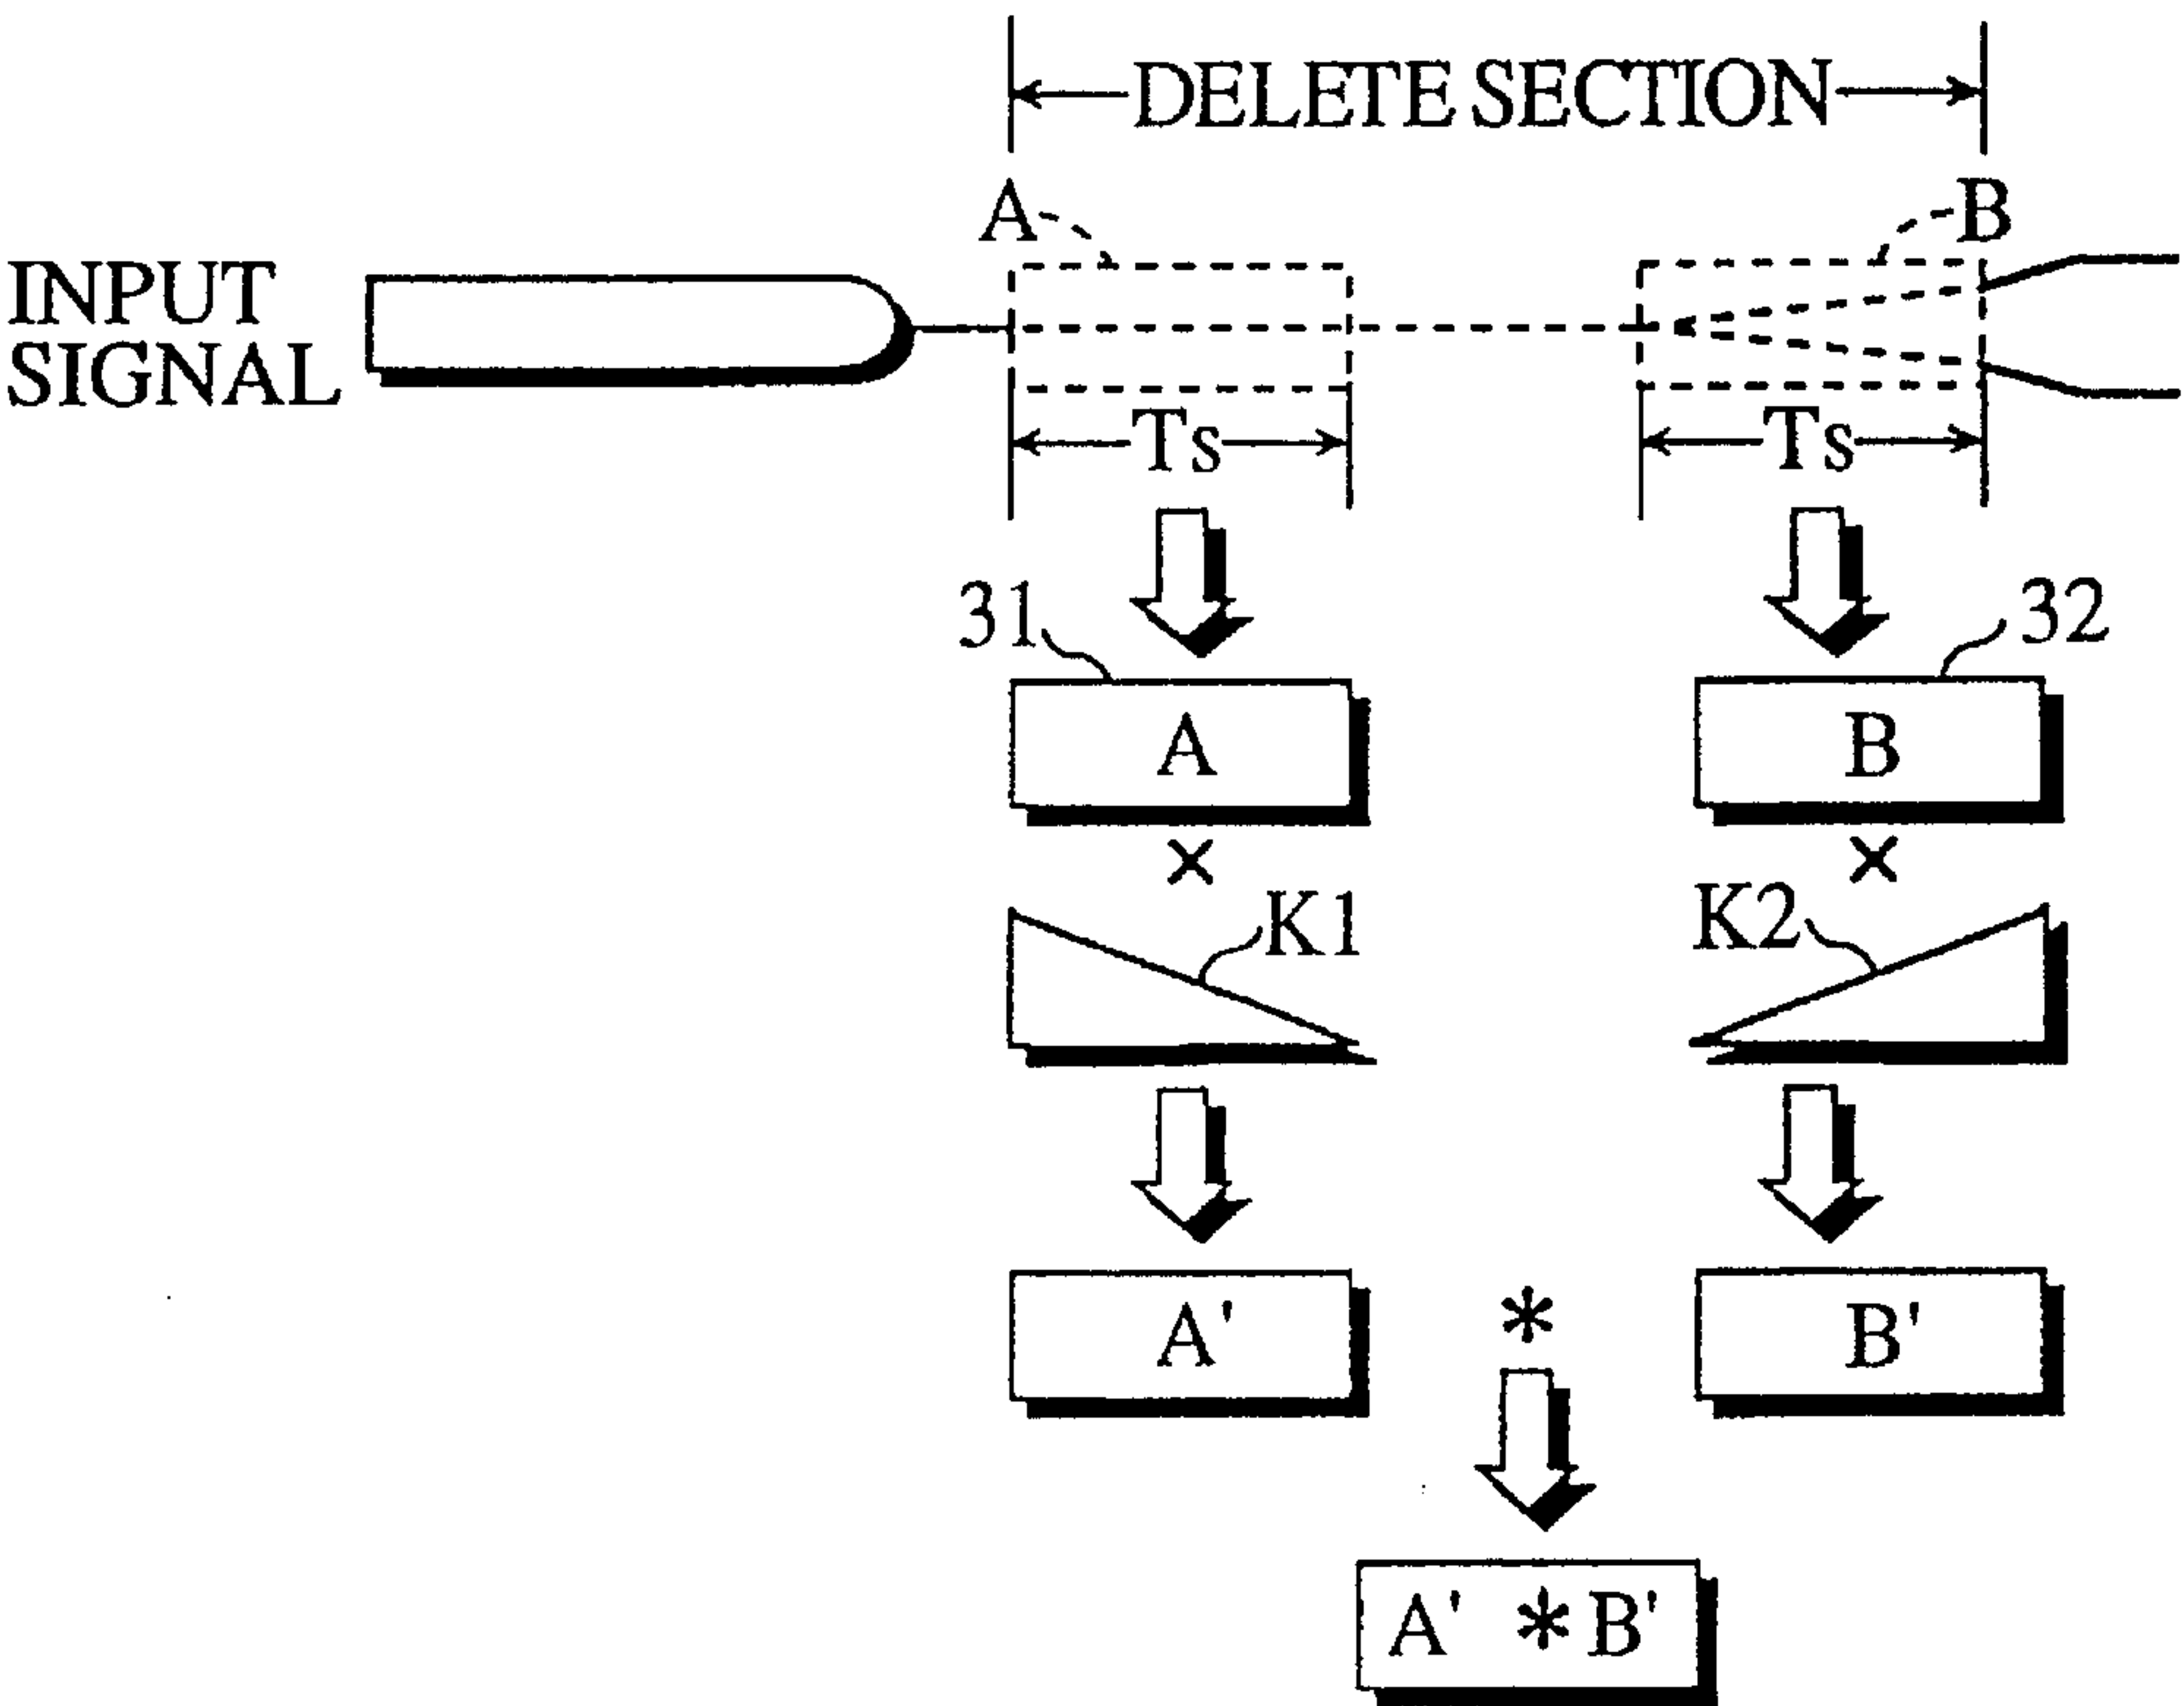 DELETE SECTION
A
B
INPUT
SIGNAL
Ts
Ts
31
32
A
B
×
×
K1
K2
A'
*
B'
A' * B'